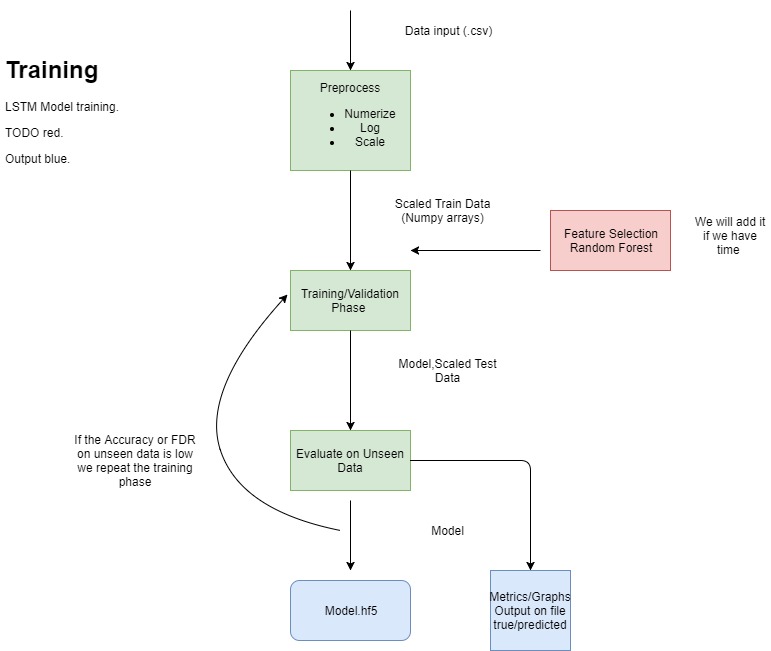 Data input (.csv)
Training
LSTM Model training.
TODO red.
Output blue.
Preprocess
Numerize
Log
Scale
Scaled Train Data
(Numpy arrays)
Feature Selection
Random Forest
We will add it
if we have
time
Training/Validation
Phase
Model,Scaled Test
Data
If the Accuracy or FDR
on unseen data is low
we repeat the training
phase
Evaluate on Unseen
Data
Model
Model.hf5
Metrics/Graphs
Output on file
true/predicted